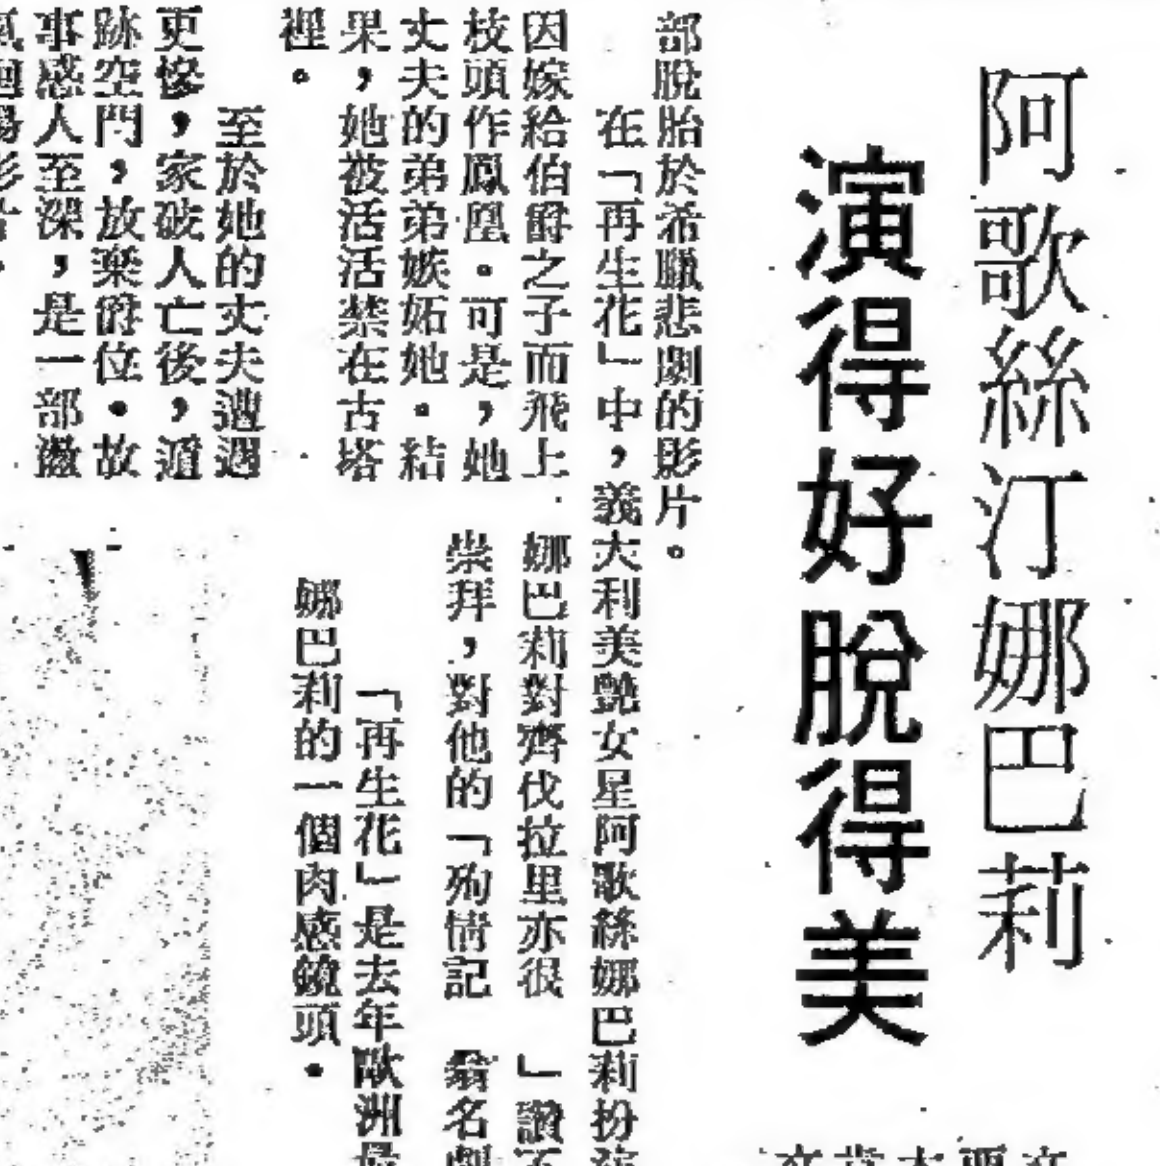 阿歌絲汀娜巴莉
演得好脫得美
部脫胎於希臘悲劇的影片。
在「再生花」中，義大利美艷女星阿歌絲娜巴莉扮
因嫁給伯爵之子而飛上
枝頭作鳳凰。可是，她
丈夫的弟弟嫉妬她。結
果，她被活活禁在古塔
裡。
至於她的丈夫遭遇
更慘，家破人亡後，遁
跡空門，放棄爵位。故
事感人至深，是一部
娜巴莉對齊伐拉里亦很
崇拜，對他的「殉情記
」讚
名劇
「再生花」是去年歐洲最
娜巴莉的一個肉感鏡頭。